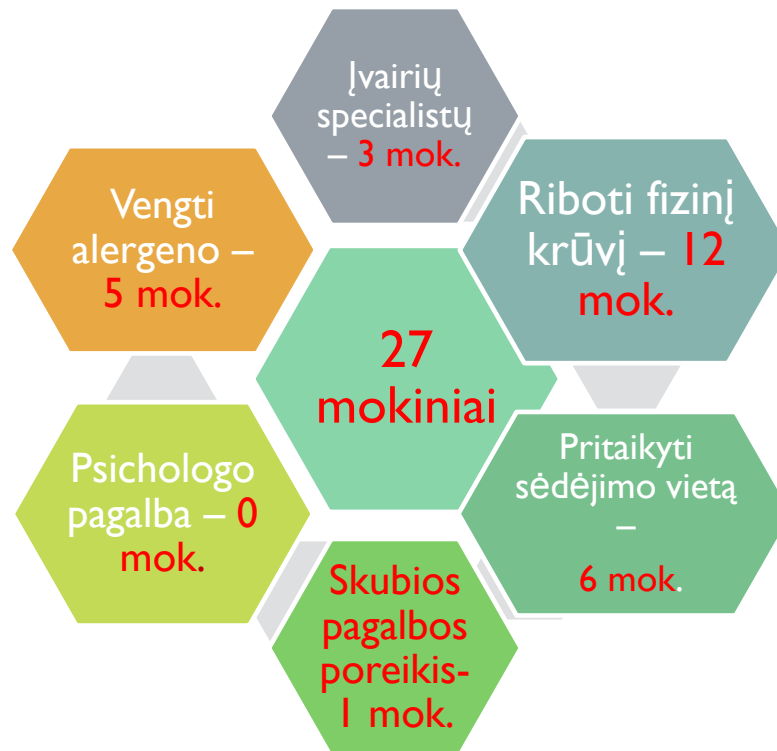 Įvairių
specialistų
– 3 mok.
Vengti
alergeno –
5 mok.
Riboti fizinį
krūvį – 12
mok.
27
mokiniai
Psichologo
pagalba – 0
mok.
Pritaikyti
sėdėjimo vietą
–
6 mok.
Skubios
pagalbos
poreikis-
1 mok.